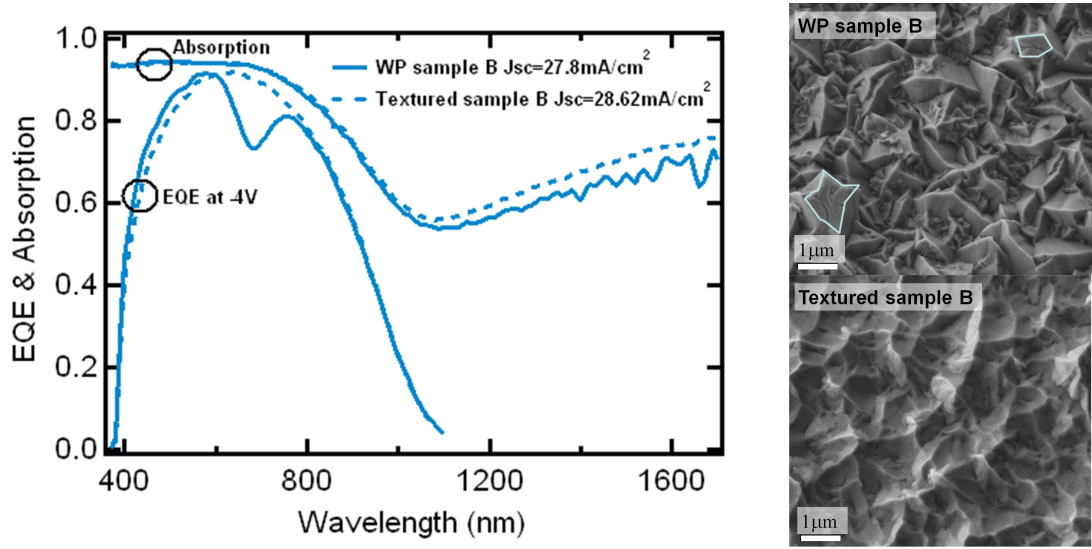 1.0
0.8
0.6
0.4
0.2
0.0
EQE & Absorption
Absorption
WP sample B Jsc=27.8mA/cm²
Textured sample B Jsc=28.62mA/cm²
EQE at -4V
400 800 1200 1600
Wavelength (nm)
WP sample B
1μm
Textured sample B
1μm